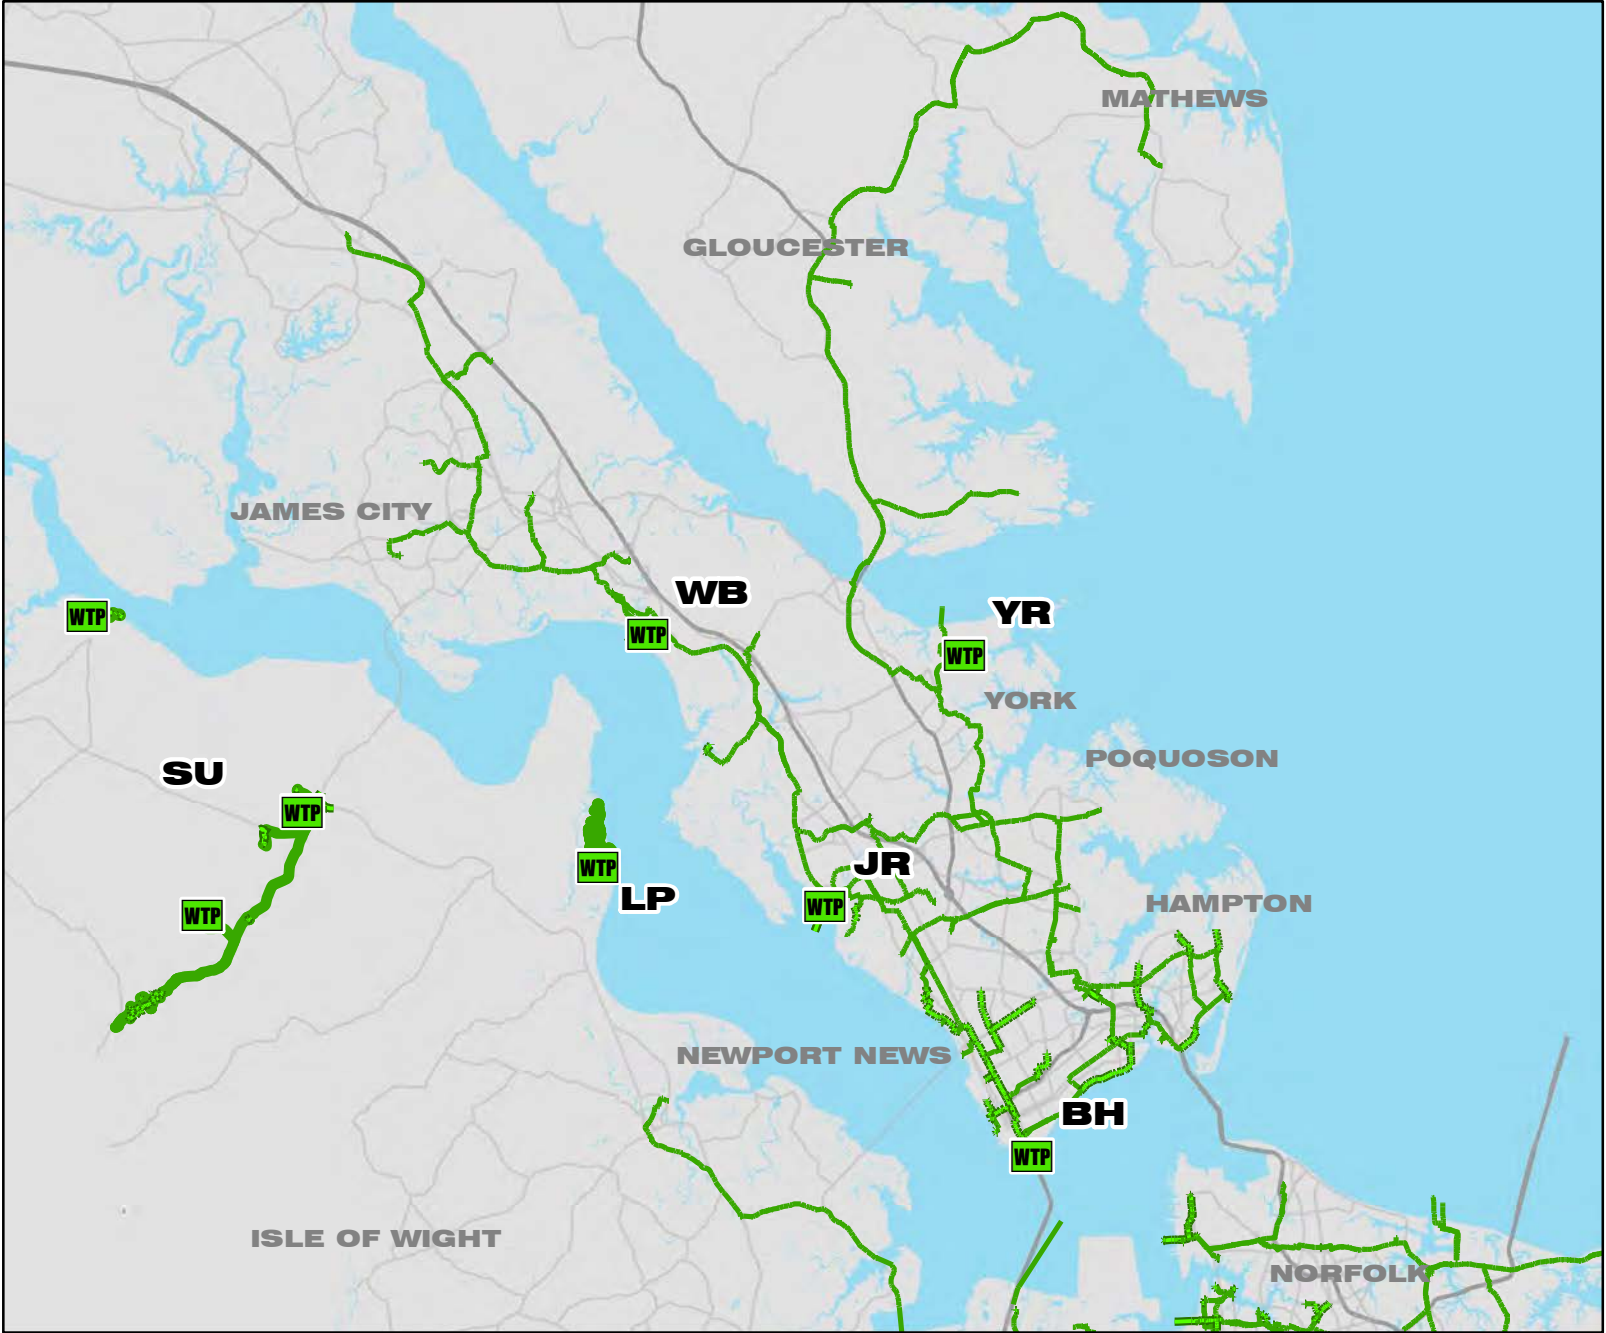 MATHEWS
GLOUCESTER
JAMES CITY
WB
YR
WTP
WTP
WTP
YORK
POQUOSON
SU
WTP
JR
WTP
LP
WTP
HAMPTON
WTP
NEWPORT NEWS
BH
WTP
ISLE OF WIGHT
NORFOLK